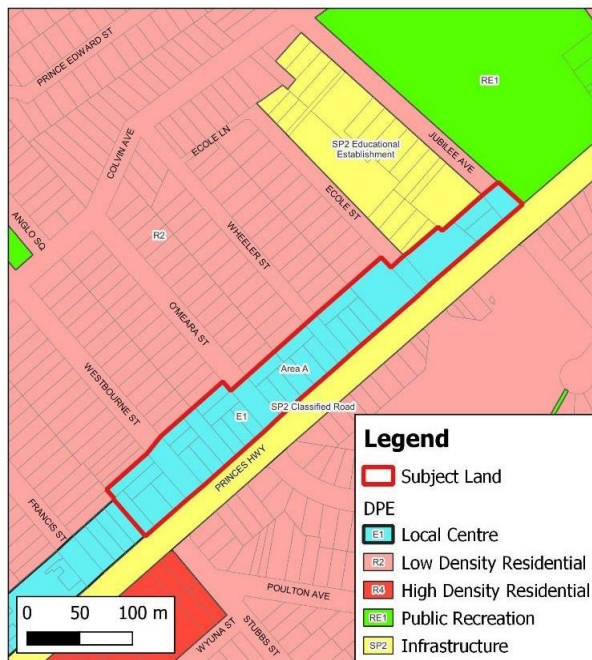 PRINCE EDWARD ST
RE1
COLVIN AVE
ECOLE LN
SP2 Educational
Establishment
JUBILEE AVE
ECOLE ST
ANGLO SQ
R2
WHEELER ST
O'MEARA ST
WESTBOURNE ST
Area A
E1
SP2 Classified Road
PRINCES HWY
FRANCIS ST
POULTON AVE
WYUNA ST
STUBBS ST
0 50 100 m
Legend
Subject Land
DPE
E1 Local Centre
R2 Low Density Residential
R4 High Density Residential
RE1 Public Recreation
SP2 Infrastructure